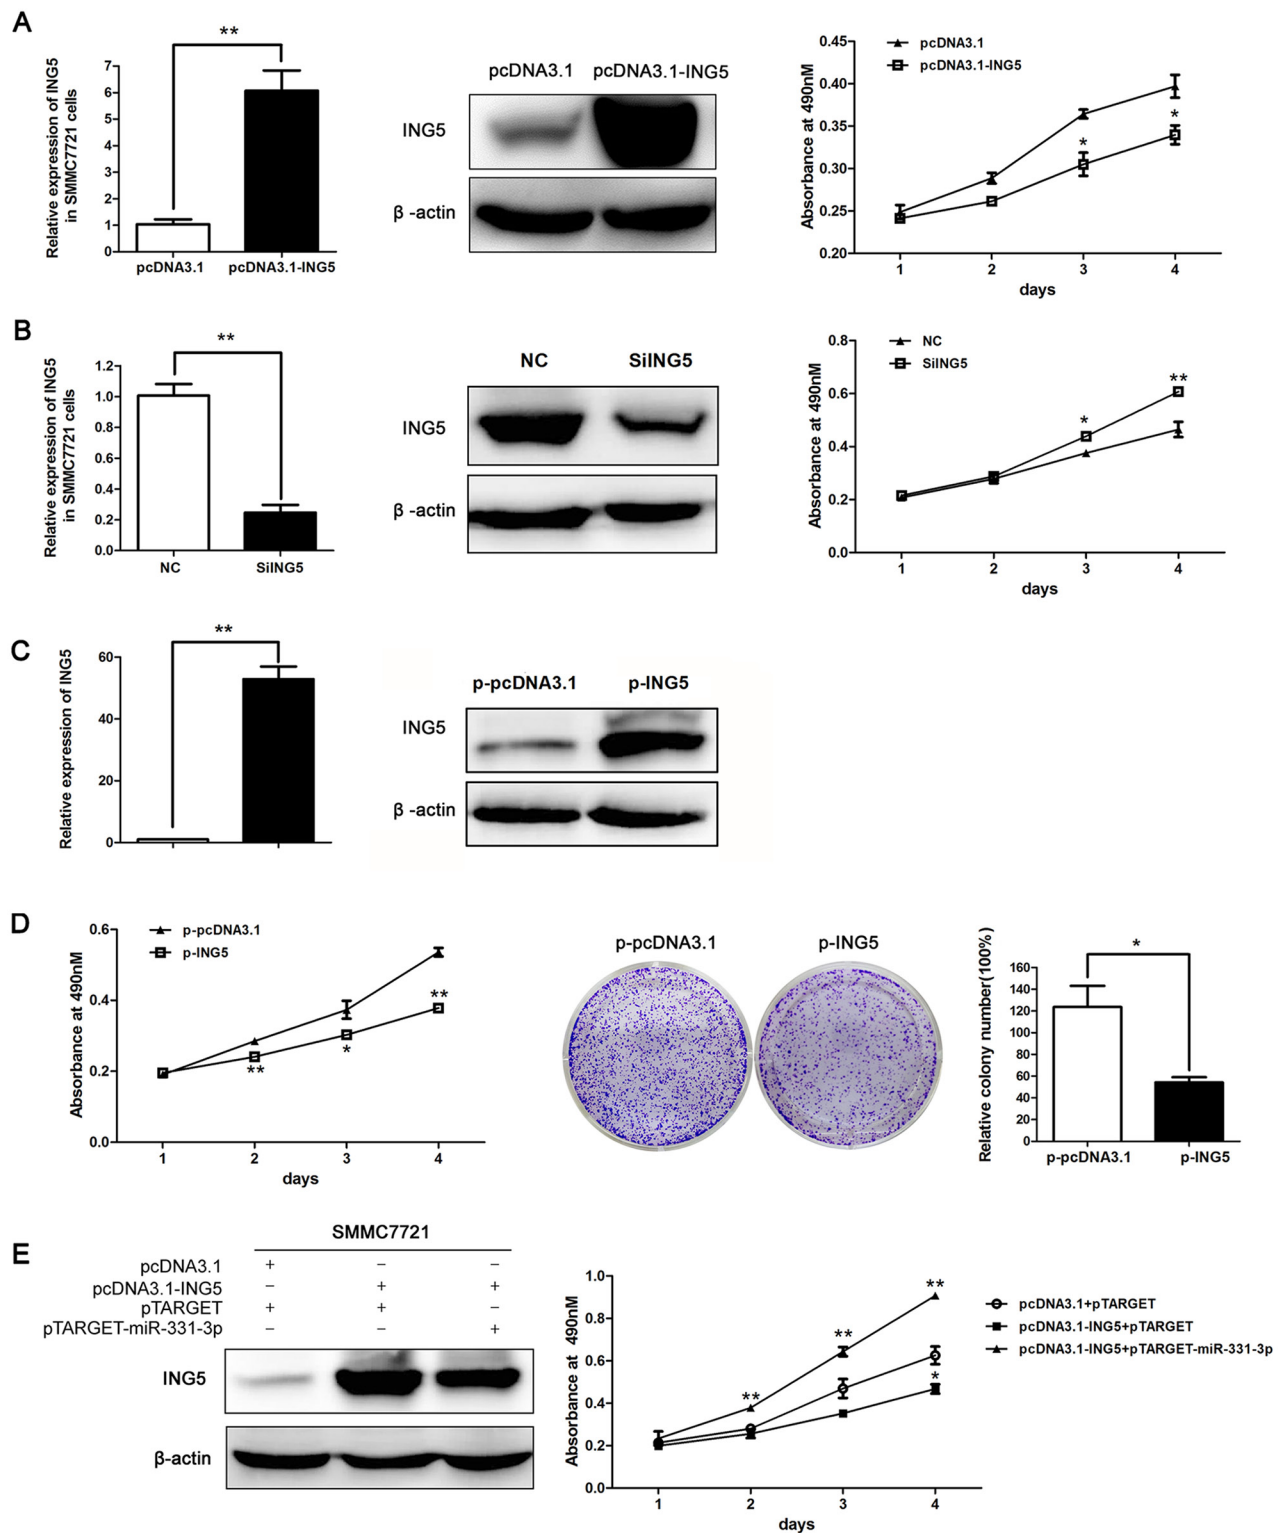 A
**
Relative expression of ING5
in SMMC7721 cells
7
6
5
4
3
2
1
0
pcDNA3.1
pcDNA3.1-ING5
pcDNA3.1
pcDNA3.1-ING5
ING5
β -actin
pcDNA3.1
pcDNA3.1-ING5
Absorbance at 490nM
0.45
0.40
0.35
0.30
0.25
0.20
*
*
1
2
3
4
days
B
**
Relative expression of ING5
in SMMC7721 cells
1.2
1.0
0.8
0.6
0.4
0.2
0.0
NC
SiING5
NC
SiING5
ING5
β -actin
NC
SiING5
Absorbance at 490nM
0.8
0.6
0.4
0.2
0.0
*
**
1
2
3
4
days
C
**
Relative expression of ING5
60
40
20
0
p-pcDNA3.1
p-ING5
ING5
β -actin
D
p-pcDNA3.1
p-ING5
Absorbance at 490nM
0.6
0.4
0.2
0.0
**
*
**
1
2
3
4
days
p-pcDNA3.1
p-ING5
*
Relative colony number(100%)
160
140
120
100
80
60
40
20
0
p-pcDNA3.1
p-ING5
E
SMMC7721
pcDNA3.1 + – –
pcDNA3.1-ING5 – + +
pTARGET + + –
pTARGET-miR-331-3p – – +
ING5
β-actin
Absorbance at 490nM
1.0
0.8
0.6
0.4
0.2
0.0
**
**
**
*
1
2
3
4
days
pcDNA3.1+pTARGET
pcDNA3.1-ING5+pTARGET
pcDNA3.1-ING5+pTARGET-miR-331-3p